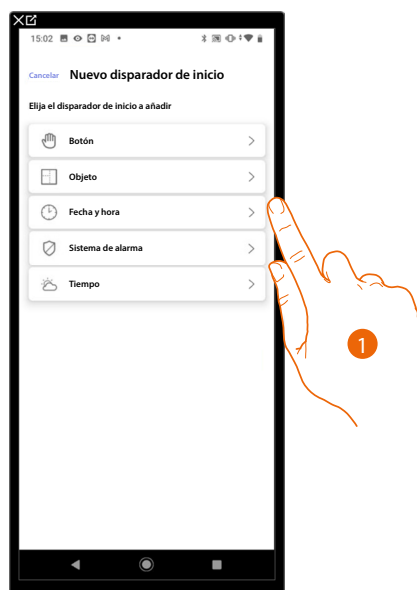 15:02
Cancelar Nuevo disparador de inicio
Elija el disparador de inicio a añadir
Botón
Objeto
Fecha y hora
Sistema de alarma
Tiempo
1